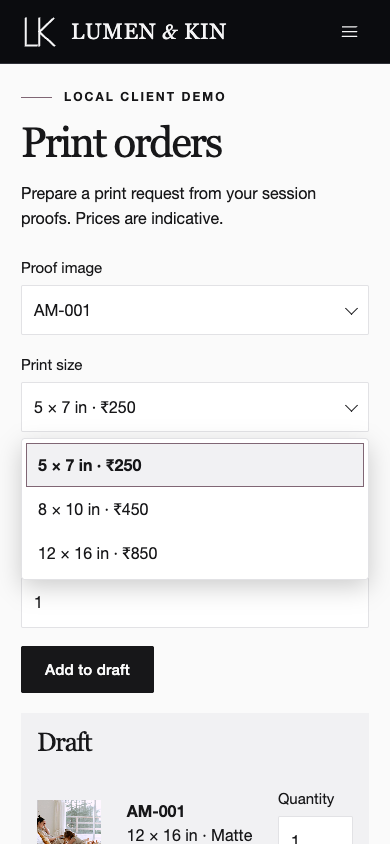 LK LUMEN & KIN
LOCAL CLIENT DEMO
Print orders
Prepare a print request from your session
proofs. Prices are indicative.
Proof image
AM-001
Print size
5 × 7 in · ₹250
5 × 7 in · ₹250
8 × 10 in · ₹450
12 × 16 in · ₹850
1
Add to draft
Draft
AM-001
12 × 16 in · Matte
Quantity
1